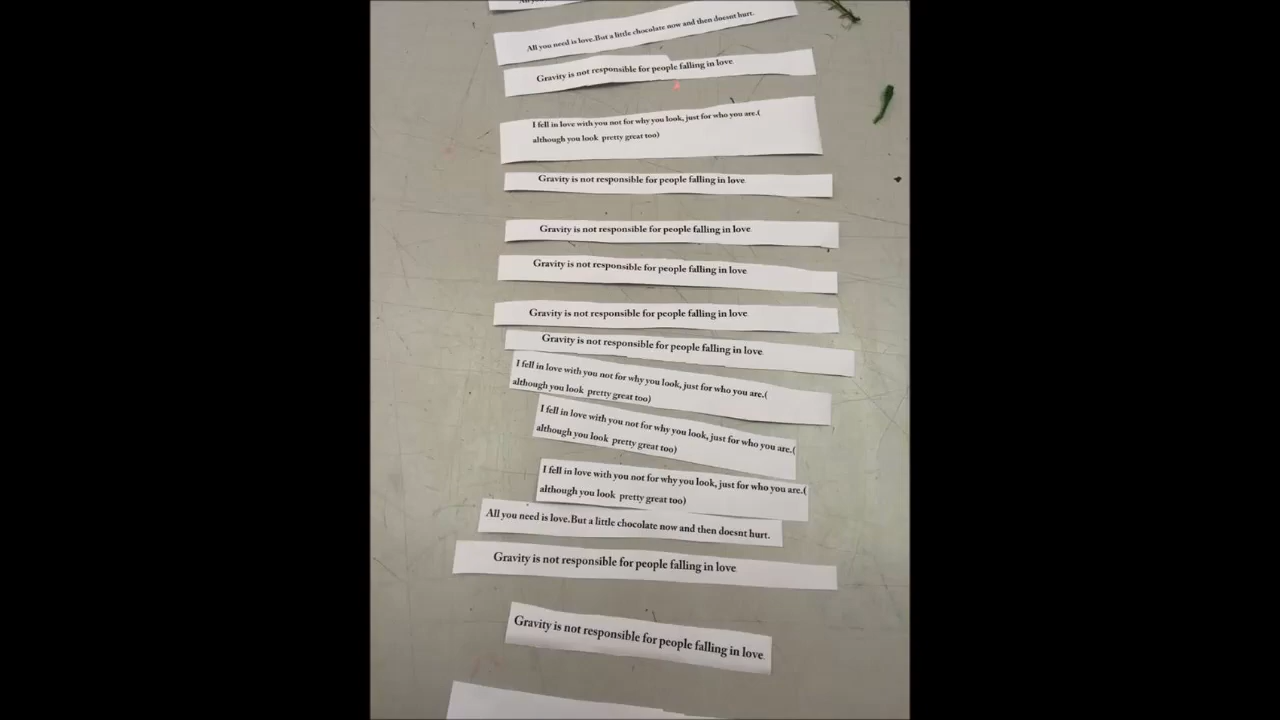 All you need is love.But a little chocolate now and then doesnt hurt.
Gravity is not responsible for people falling in love
I fell in love with you not for why you look, just for who you are.(
although you look pretty great too)
Gravity is not responsible for people falling in love
Gravity is not responsible for people falling in love
Gravity is not responsible for people falling in love
Gravity is not responsible for people falling in love
Gravity is not responsible for people falling in love
I fell in love with you not for why you look, just for who you are.(
although you look pretty great too)
I fell in love with you not for why you look, just for who you are.(
although you look pretty great too)
I fell in love with you not for why you look, just for who you are.(
although you look pretty great too)
All you need is love.But a little chocolate now and then doesnt hurt.
Gravity is not responsible for people falling in love
Gravity is not responsible for people falling in love